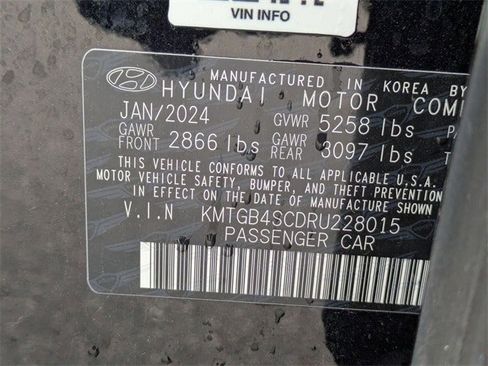 VIN INFO
MANUFACTURED IN KOREA BY
HYUNDAI MOTOR COM
JAN/2024 GVWR 5258 lbs
GAWR FRONT 2866 lbs GAWR REAR 3097 lbs
THIS VEHICLE CONFORMS TO ALL APPLICABLE U.S.A.
MOTOR VEHICLE SAFETY, BUMPER, AND THEFT PREVENTION
IN EFFECT ON THE DATE OF MANUFACTURE SHOWN
V.I.N KMTGB4SCDRU228015
PASSENGER CAR